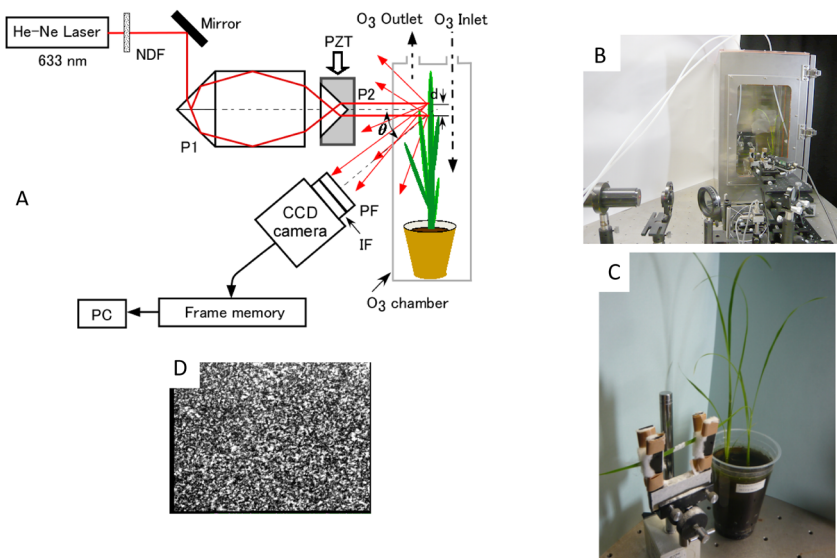 He-Ne Laser
633 nm
NDF
Mirror
PZT
O₃ Outlet
O₃ Inlet
P1
P2
d
θ
A
CCD
camera
PF
IF
O₃ chamber
Frame memory
PC
B
C
D